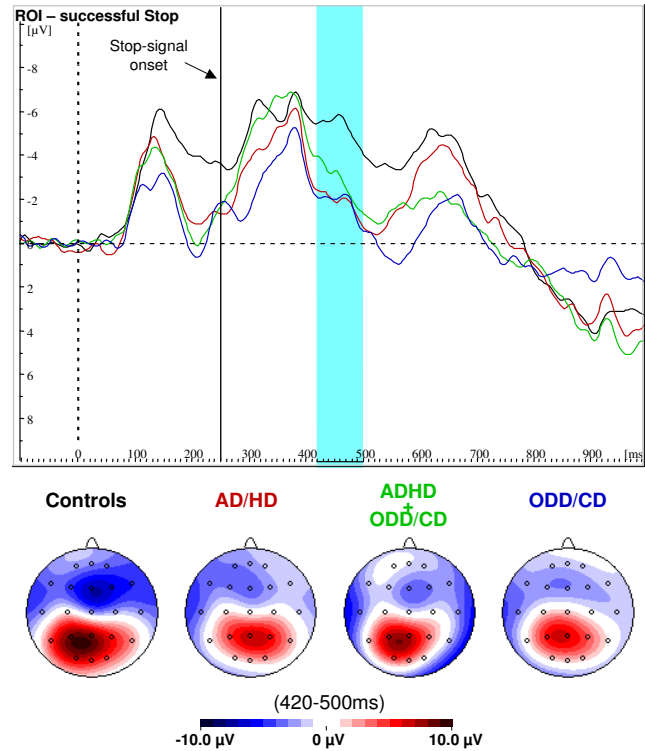 ROI – successful Stop
[µV]
Stop-signal
onset
-8
-6
-4
-2
0
2
4
6
8
0 100 200 300 400 500 600 700 800 900 [ms
Controls AD/HD ADHD + ODD/CD ODD/CD
(420-500ms)
-10.0 µV 0 µV 10.0 µV